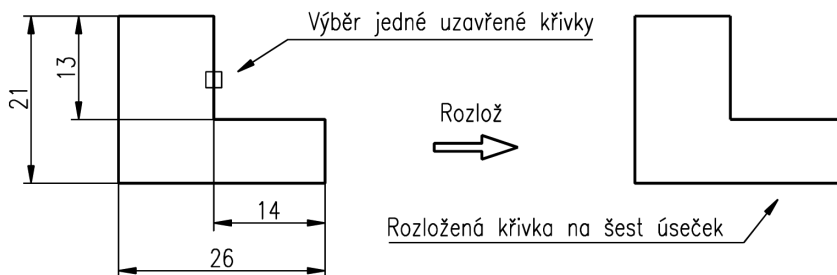 Výběr jedné uzavřené křivky
13
21
Rozlož
14
Rozložená křivka na šest úseček
26